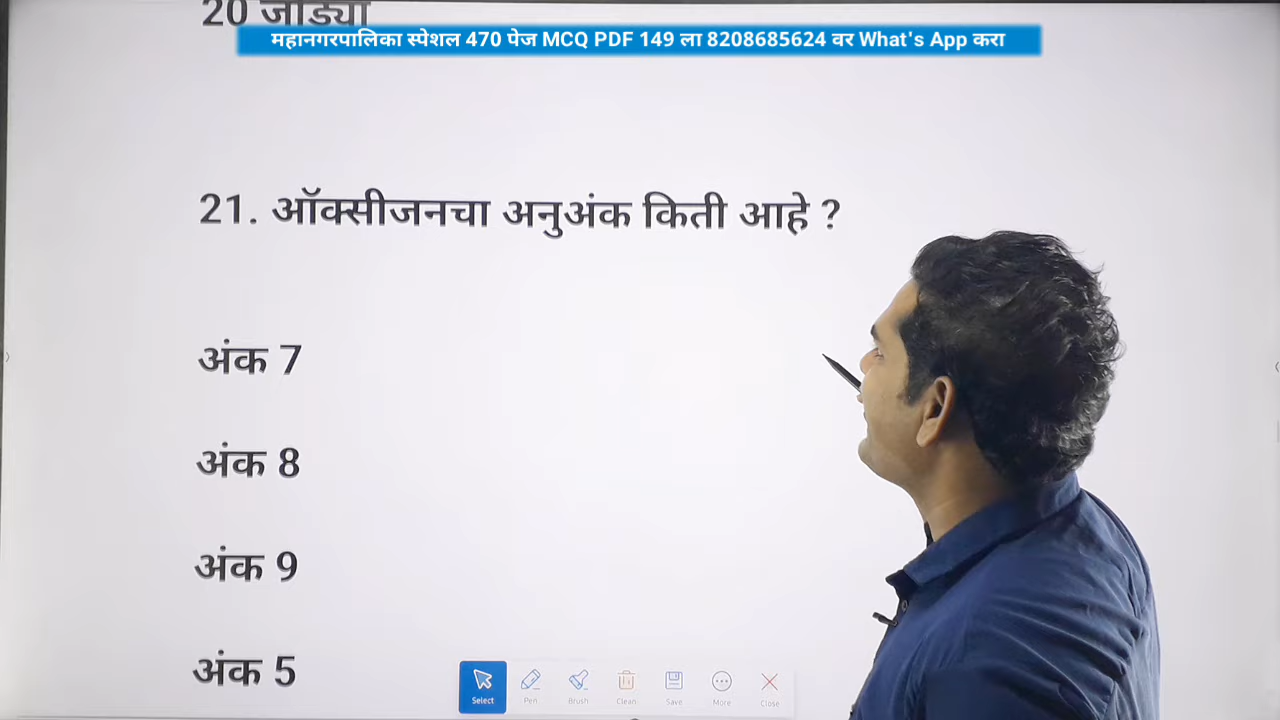 20 जोड्या
महानगरपालिका स्पेशल 470 पेज MCQ PDF 149 ला 8208685624 वर What's App करा
21. ऑक्सीजनचा अनुअंक किती आहे ?
अंक 7
अंक 8
अंक 9
अंक 5
Select Pen Brush Clean Save More Close